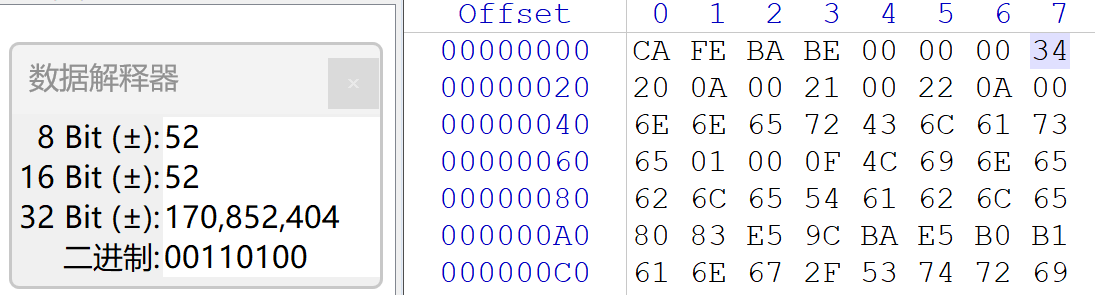 数据解释器 ×
8 Bit (±): 52
16 Bit (±): 52
32 Bit (±): 170,852,404
二进制: 00110100
Offset 0 1 2 3 4 5 6 7
00000000 CA FE BA BE 00 00 00 34
00000020 20 0A 00 21 00 22 0A 00
00000040 6E 6E 65 72 43 6C 61 73
00000060 65 01 00 0F 4C 69 6E 65
00000080 62 6C 65 54 61 62 6C 65
000000A0 80 83 E5 9C BA E5 B0 B1
000000C0 61 6E 67 2F 53 74 72 69